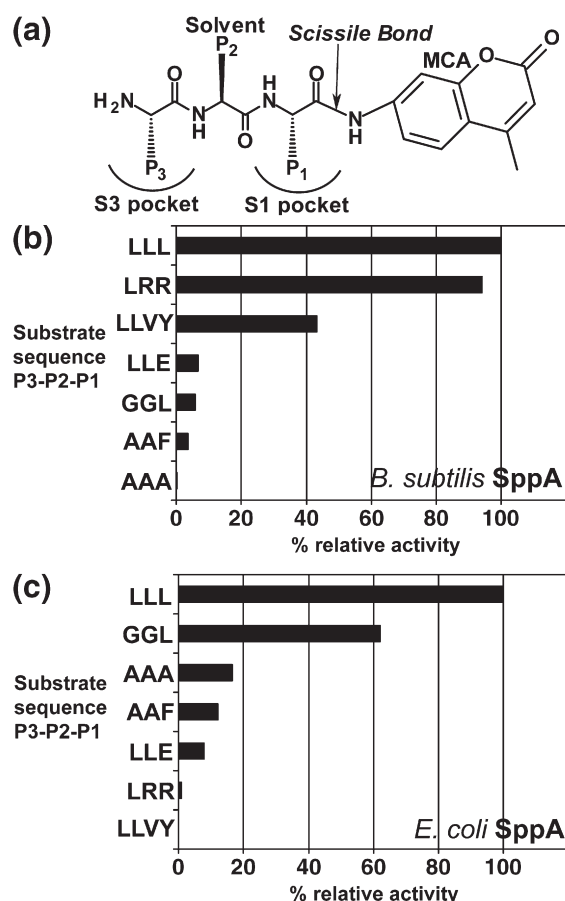 (a)
Solvent
P2
Scissile Bond
MCA
O
O
O
H
N
O
H2N
N
H
O
N
H
P3
P1
S3 pocket
S1 pocket
(b)
LLL
LRR
LLVY
LLE
GGL
AAF
AAA
Substrate
sequence
P3-P2-P1
B. subtilis SppA
0 20 40 60 80 100
% relative activity
(c)
LLL
GGL
AAA
AAF
LLE
LRR
LLVY
Substrate
sequence
P3-P2-P1
E. coli SppA
0 20 40 60 80 100
% relative activity